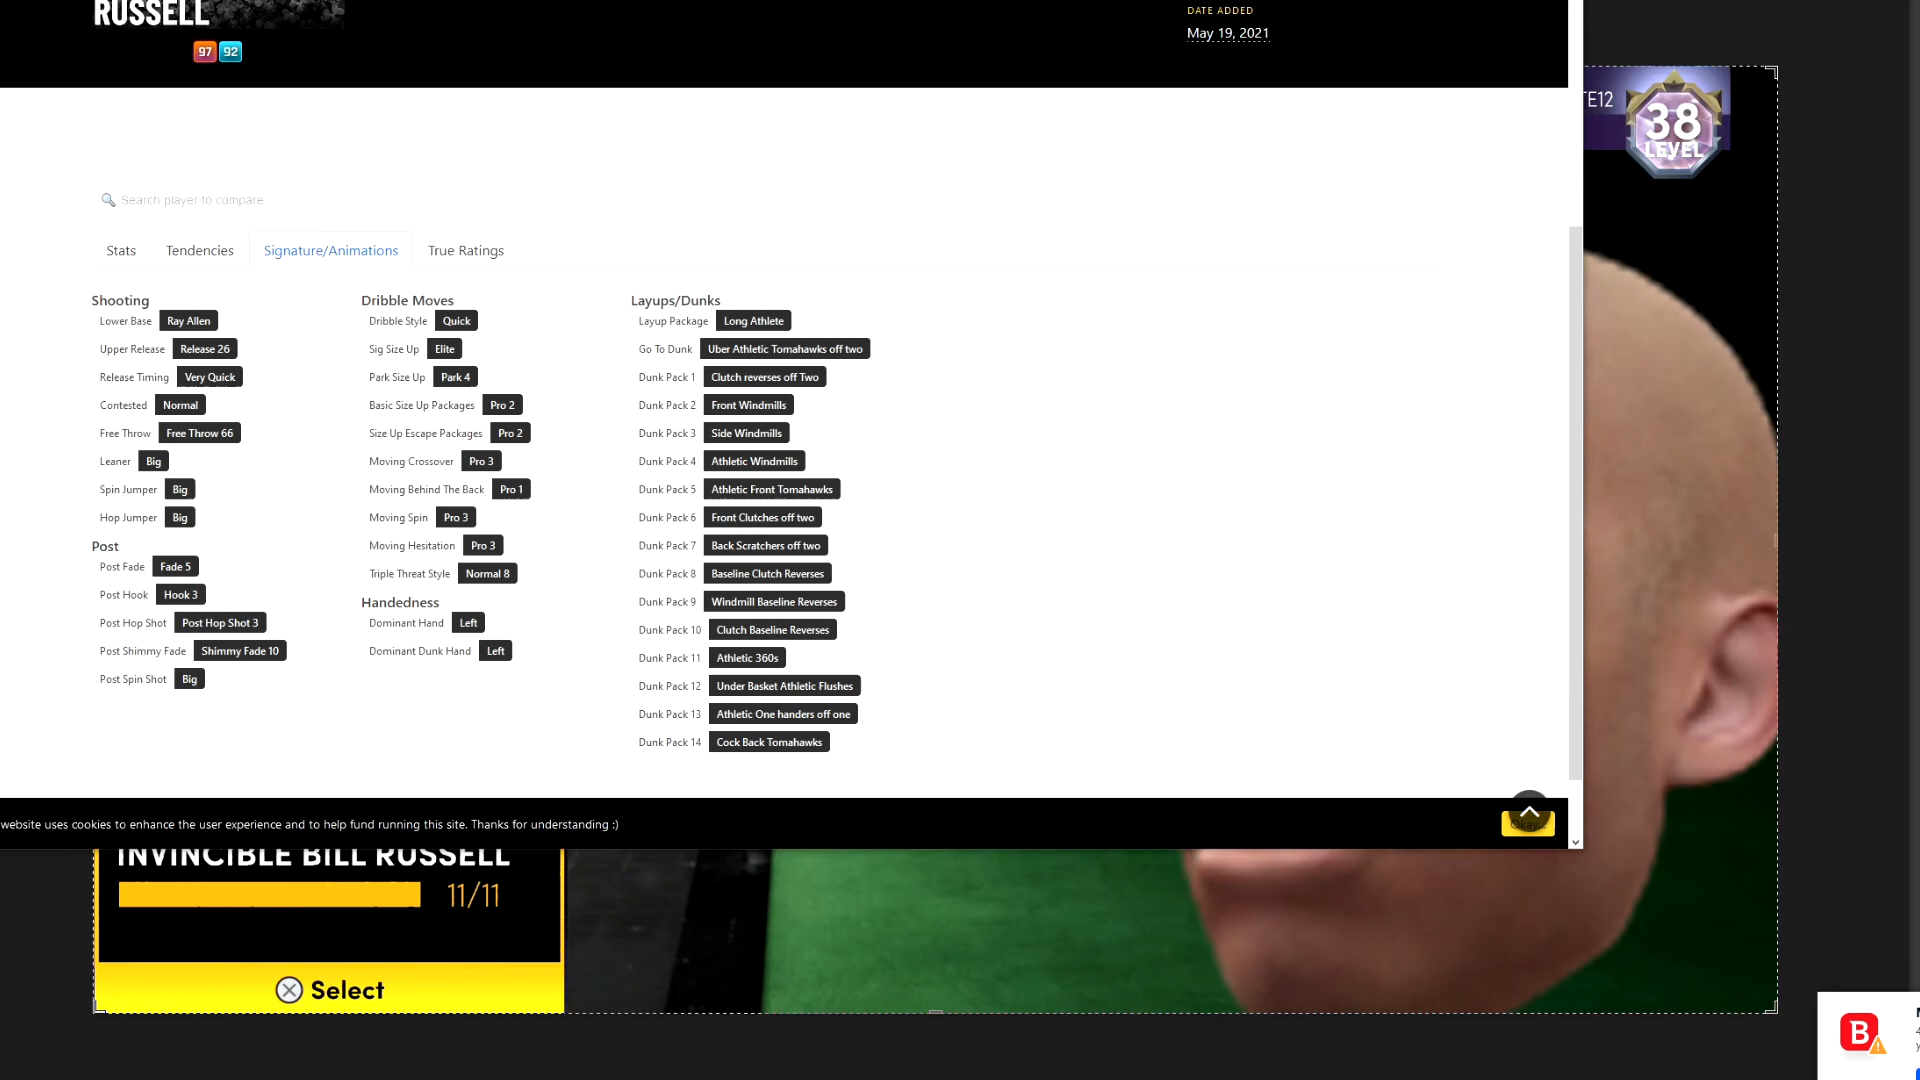 RUSSELL
97 92
DATE ADDED
May 19, 2021
TE12
38
LEVEL
Search player to compare
Stats Tendencies Signature/Animations True Ratings
Shooting
Lower Base Ray Allen
Upper Release Release 26
Release Timing Very Quick
Contested Normal
Free Throw Free Throw 66
Leaner Big
Spin Jumper Big
Hop Jumper Big
Post
Post Fade Fade 5
Post Hook Hook 3
Post Hop Shot Post Hop Shot 3
Post Shimmy Fade Shimmy Fade 10
Post Spin Shot Big
Dribble Moves
Dribble Style Quick
Sig Size Up Elite
Park Size Up Park 4
Basic Size Up Packages Pro 2
Size Up Escape Packages Pro 2
Moving Crossover Pro 3
Moving Behind The Back Pro 1
Moving Spin Pro 3
Moving Hesitation Pro 3
Triple Threat Style Normal 8
Handedness
Dominant Hand Left
Dominant Dunk Hand Left
Layups/Dunks
Layup Package Long Athlete
Go To Dunk Uber Athletic Tomahawks off two
Dunk Pack 1 Clutch reverses off Two
Dunk Pack 2 Front Windmills
Dunk Pack 3 Side Windmills
Dunk Pack 4 Athletic Windmills
Dunk Pack 5 Athletic Front Tomahawks
Dunk Pack 6 Front Clutches off two
Dunk Pack 7 Back Scratchers off two
Dunk Pack 8 Baseline Clutch Reverses
Dunk Pack 9 Windmill Baseline Reverses
Dunk Pack 10 Clutch Baseline Reverses
Dunk Pack 11 Athletic 360s
Dunk Pack 12 Under Basket Athletic Flushes
Dunk Pack 13 Athletic One handers off one
Dunk Pack 14 Cock Back Tomahawks
website uses cookies to enhance the user experience and to help fund running this site. Thanks for understanding :)
Okay
INVINCIBLE BILL RUSSELL
11/11
Select
B